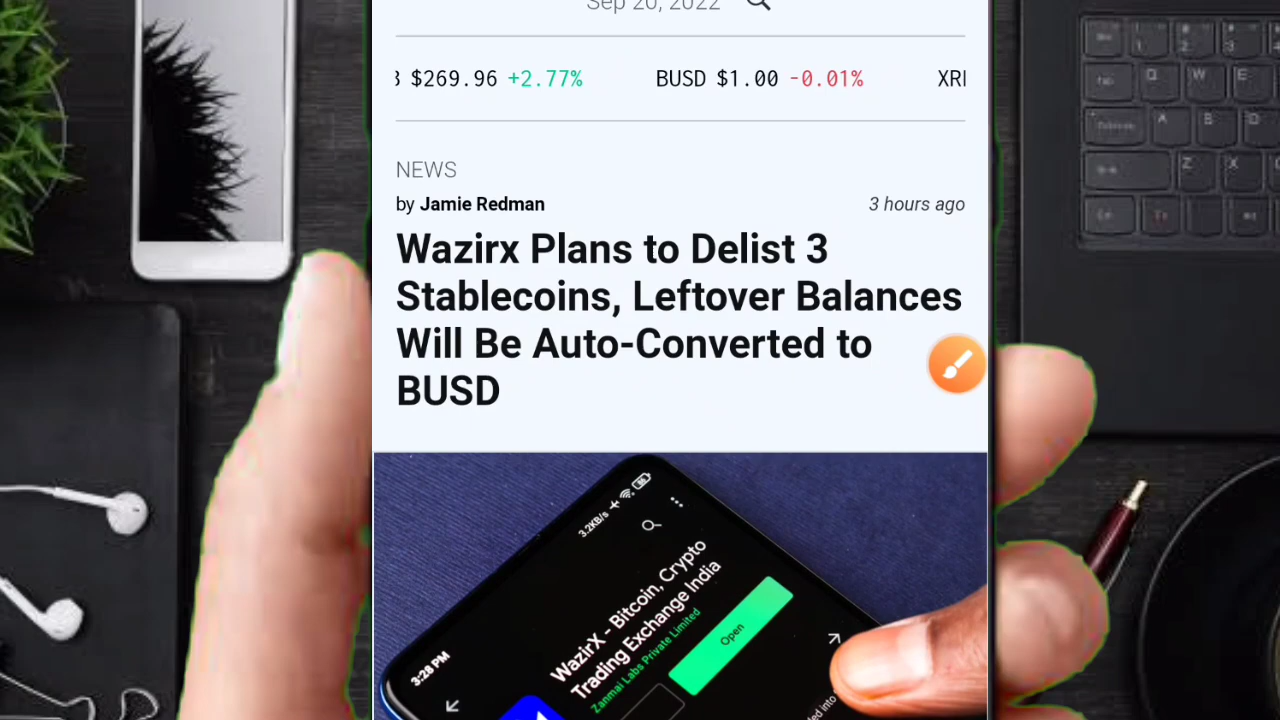 Sep 20, 2022
$269.96 +2.77% BUSD $1.00 -0.01%
NEWS
by Jamie Redman 3 hours ago
Wazirx Plans to Delist 3
Stablecoins, Leftover Balances
Will Be Auto-Converted to
BUSD
3.2KB/s
WazirX - Bitcoin, Crypto
Trading Exchange India
Zanmai Labs Private Limited
Open
3:28 PM
Q W E
A S D
Z X C